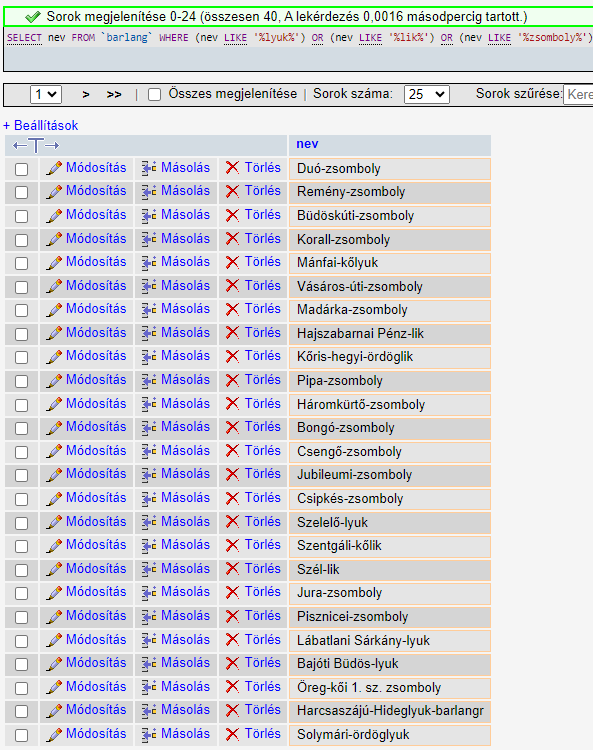 Sorok megjelenítése 0-24 (összesen 40, A lekérdezés 0,0016 másodpercig tartott.)
SELECT nev FROM `barlang` WHERE (nev LIKE '%lyuk%') OR (nev LIKE '%lik%') OR (nev LIKE '%zsomboly%')
1 > >> | Összes megjelenítése | Sorok száma: 25 Sorok szűrése: Kere
+ Beállítások
←T→ nev
Módosítás Másolás Törlés Duó-zsomboly
Módosítás Másolás Törlés Remény-zsomboly
Módosítás Másolás Törlés Büdöskúti-zsomboly
Módosítás Másolás Törlés Korall-zsomboly
Módosítás Másolás Törlés Mánfai-kőlyuk
Módosítás Másolás Törlés Vásáros-úti-zsomboly
Módosítás Másolás Törlés Madárka-zsomboly
Módosítás Másolás Törlés Hajszabarnai Pénz-lik
Módosítás Másolás Törlés Kőris-hegyi-ördöglik
Módosítás Másolás Törlés Pipa-zsomboly
Módosítás Másolás Törlés Háromkürtő-zsomboly
Módosítás Másolás Törlés Bongó-zsomboly
Módosítás Másolás Törlés Csengő-zsomboly
Módosítás Másolás Törlés Jubileumi-zsomboly
Módosítás Másolás Törlés Csipkés-zsomboly
Módosítás Másolás Törlés Szelelő-lyuk
Módosítás Másolás Törlés Szentgáli-kőlik
Módosítás Másolás Törlés Szél-lik
Módosítás Másolás Törlés Jura-zsomboly
Módosítás Másolás Törlés Pisznicei-zsomboly
Módosítás Másolás Törlés Lábatlani Sárkány-lyuk
Módosítás Másolás Törlés Bajóti Büdös-lyuk
Módosítás Másolás Törlés Öreg-kői 1. sz. zsomboly
Módosítás Másolás Törlés Harcsaszájú-Hideglyuk-barlangr
Módosítás Másolás Törlés Solymári-ördöglyuk